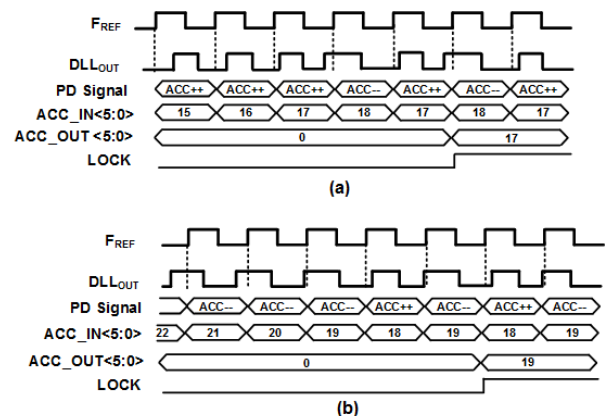 FREF
DLLOUT
PD Signal ACC++ ACC++ ACC++ ACC-- ACC++ ACC-- ACC++
ACC_IN<5:0> 15 16 17 18 17 18 17
ACC_OUT <5:0> 0 17
LOCK
(a)
FREF
DLLOUT
PD Signal ACC-- ACC-- ACC-- ACC++ ACC-- ACC++ ACC--
ACC_IN<5:0> 22 21 20 19 18 19 18 19
ACC_OUT<5:0> 0 19
LOCK
(b)